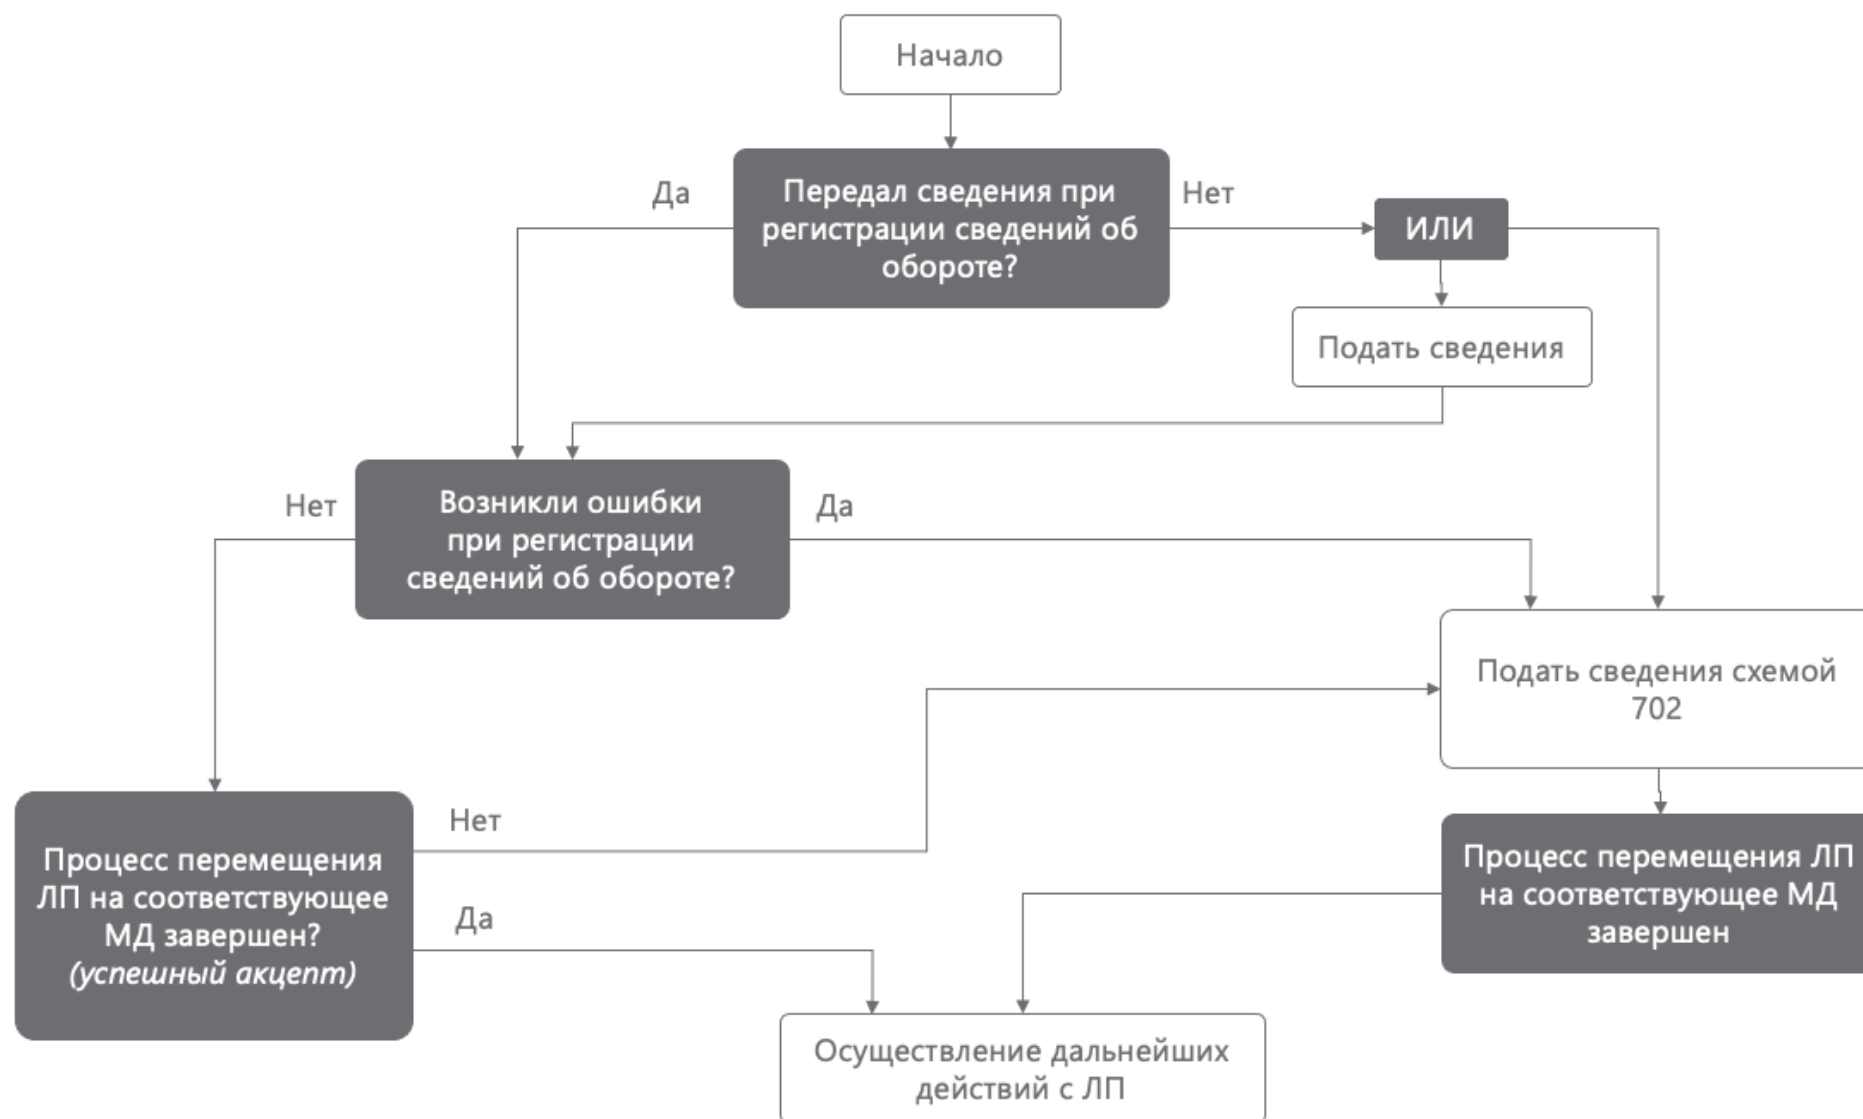 Начало
Да
Передал сведения при
регистрации сведений об
обороте?
Нет
ИЛИ
Подать сведения
Нет
Возникли ошибки
при регистрации
сведений об обороте?
Да
Подать сведения схемой
702
Процесс перемещения
ЛП на соответствующее
МД завершен?
(успешный акцепт)
Нет
Да
Процесс перемещения ЛП
на соответствующее МД
завершен
Осуществление дальнейших
действий с ЛП